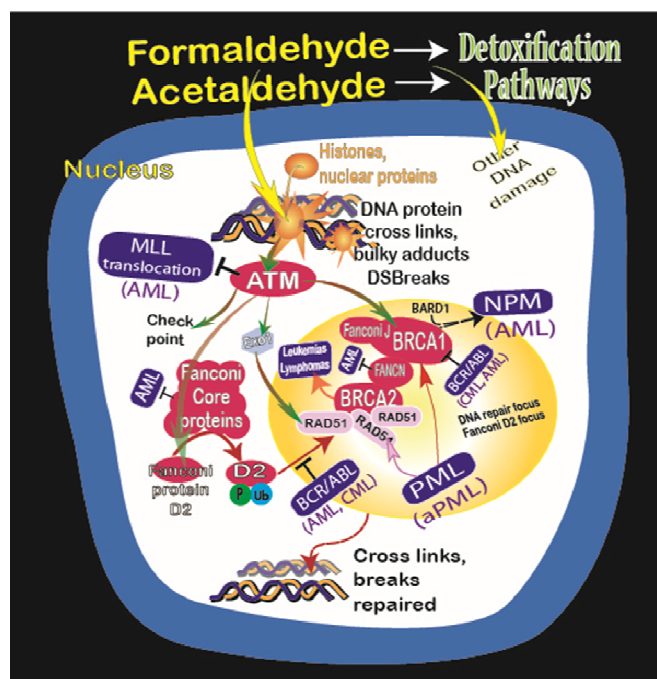 Formaldehyde
Detoxification
Acetaldehyde
Pathways
Nucleus
Histones,
nuclear proteins
Other
DNA
damage
DNA protein
cross links,
bulky adducts
DSBreaks
MLL
translocation
(AML)
ATM
Check
point
BARD1
NPM
(AML)
Fanconi J
BRCA1
Leukemias
Lymphomas
AML
FANCN
BCR/ABL
(CML, AML)
AML
Fanconi
Core
proteins
BRCA2
RAD51
RAD51
RAD51
DNA repair focus
Fanconi D2 focus
Fanconi
protein
D2
D2
P
Ub
BCR/ABL
(AML, CML)
PML
(aPML)
Cross links,
breaks
repaired